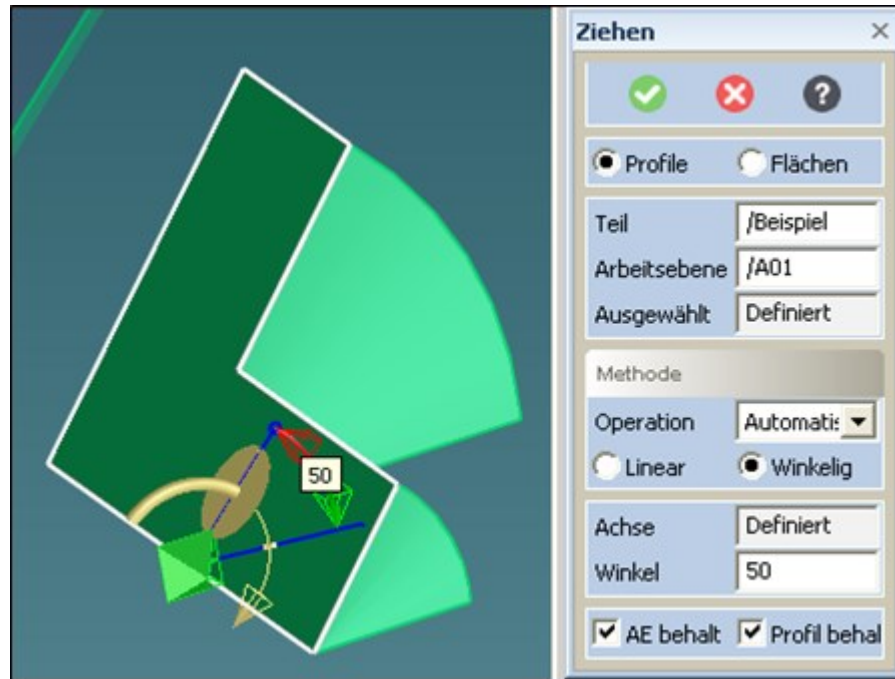 Ziehen
Profile Flächen
Teil /Beispiel
Arbeitsebene /A01
Ausgewählt Definiert
Methode
Operation Automatis
Linear Winkelig
Achse Definiert
Winkel 50
AE behalt Profil behal
50